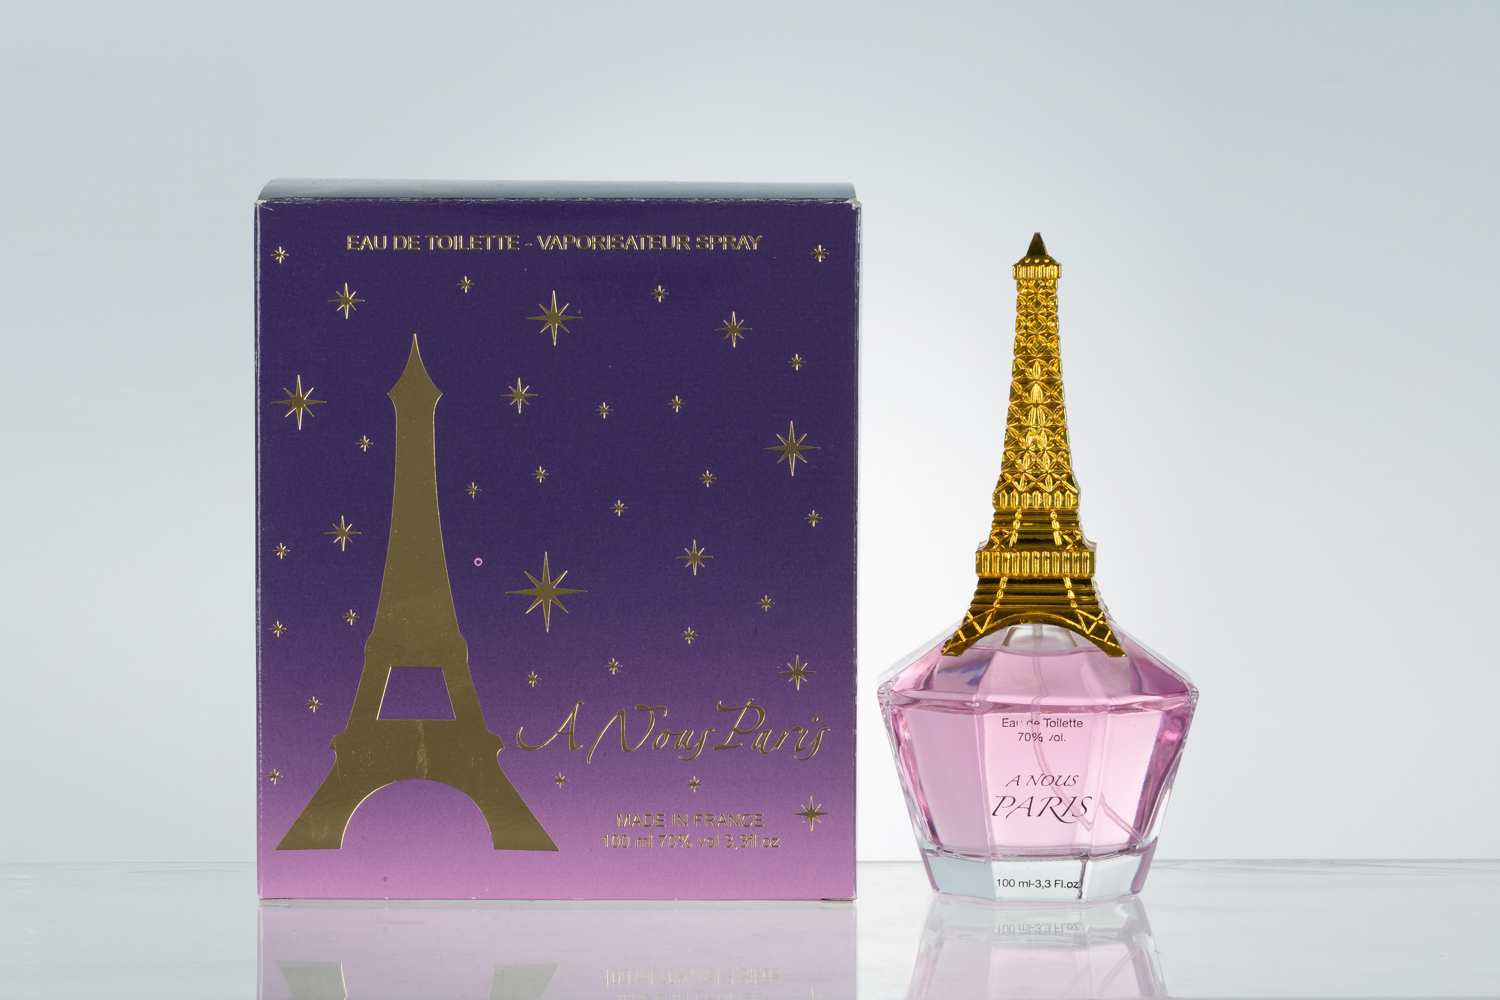 EAU DE TOILETTE - VAPORISATEUR SPRAY
A Nous Paris
MADE IN FRANCE
100 ml 70% vol 3,3fl.oz
Eau de Toilette
70% vol.
A NOUS
PARIS
100 ml-3,3 Fl.oz